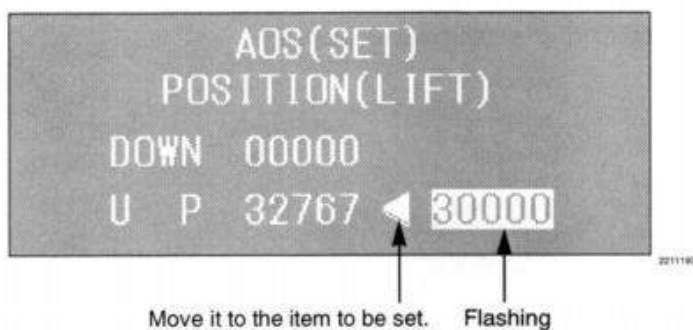 AOS(SET)
POSITION(LIFT)
DOWN 00000
U P 32767 ◀ 30000
Move it to the item to be set. Flashing